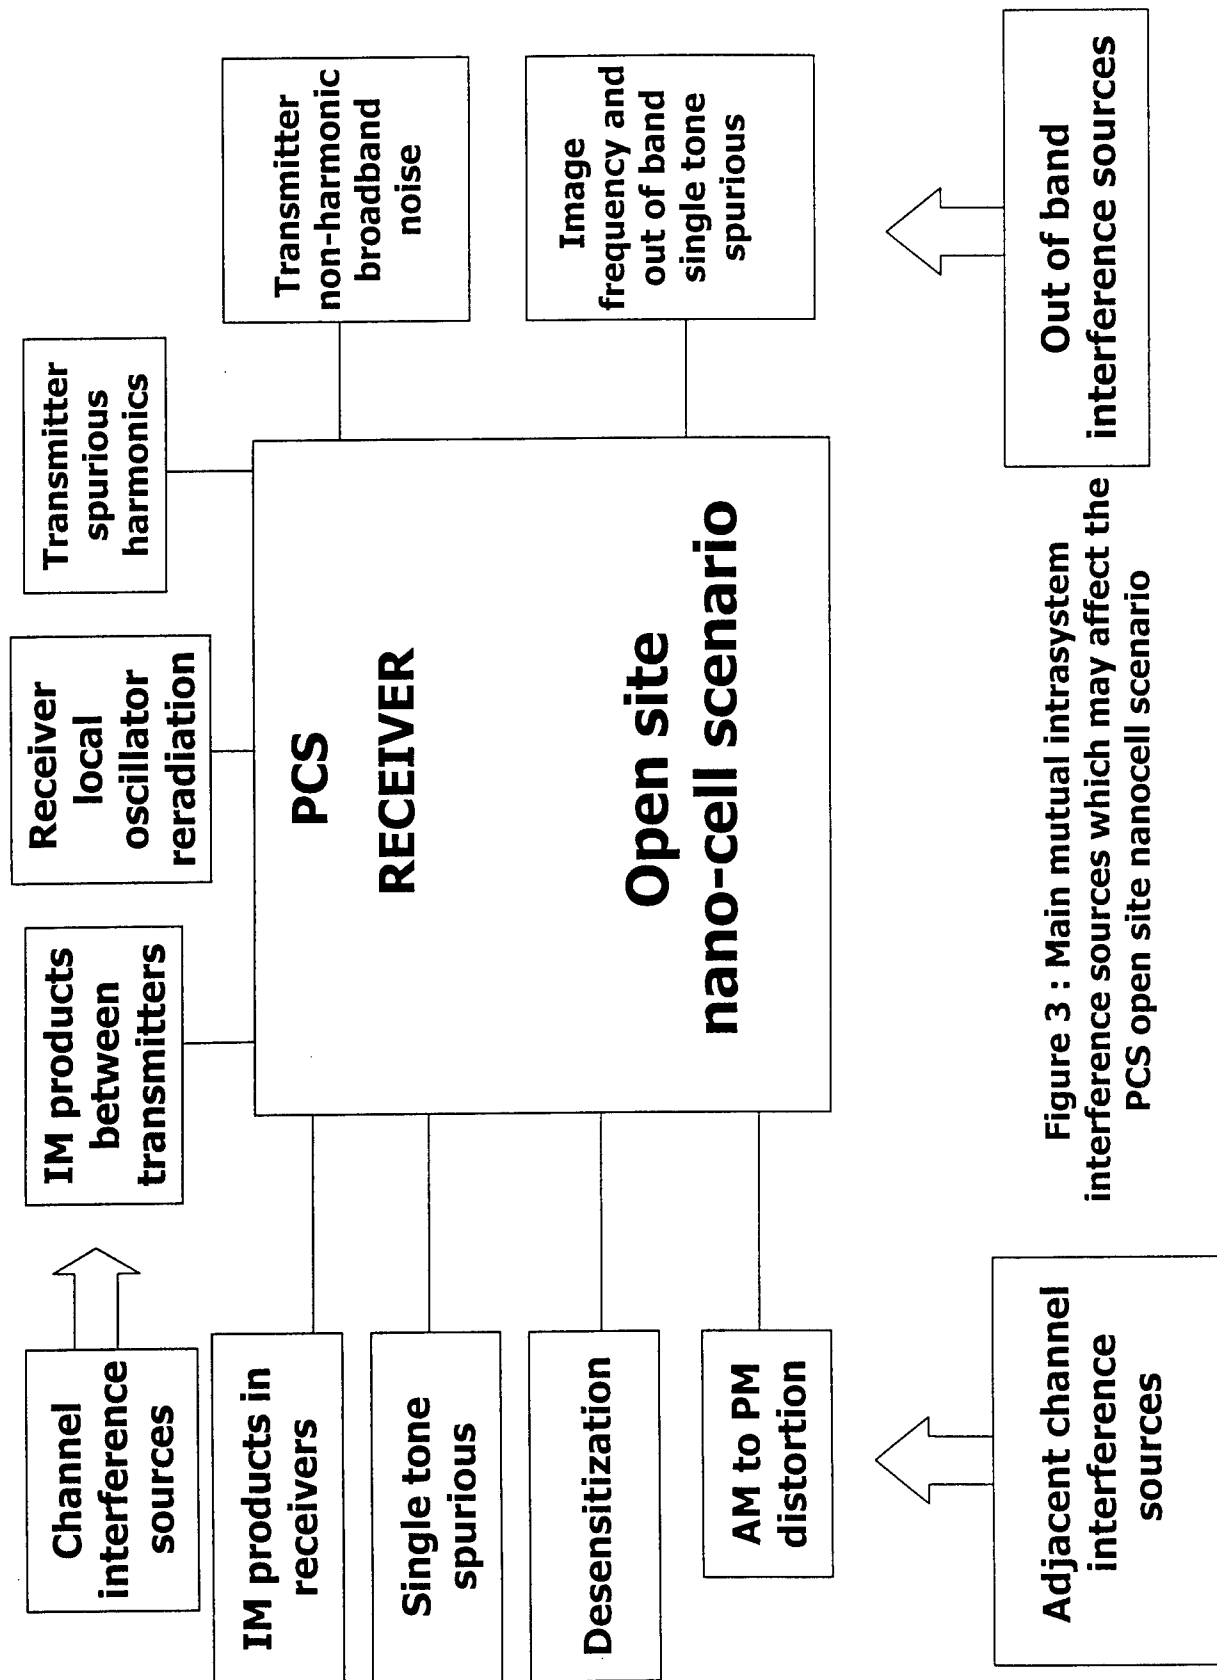 Channel
interference
sources
IM products
between
transmitters
Receiver
local
oscillator
reradiation
Transmitter
spurious
harmonics
IM products in
receivers
Single tone
spurious
Desensitization
AM to PM
distortion
PCS
RECEIVER
Open site
nano-cell scenario
Transmitter
non-harmonic
broadband
noise
Image
frequency and
out of band
single tone
spurious
Adjacent channel
interference
sources
Out of band
interference sources
Figure 3 : Main mutual intrasystem
interference sources which may affect the
PCS open site nanocell scenario